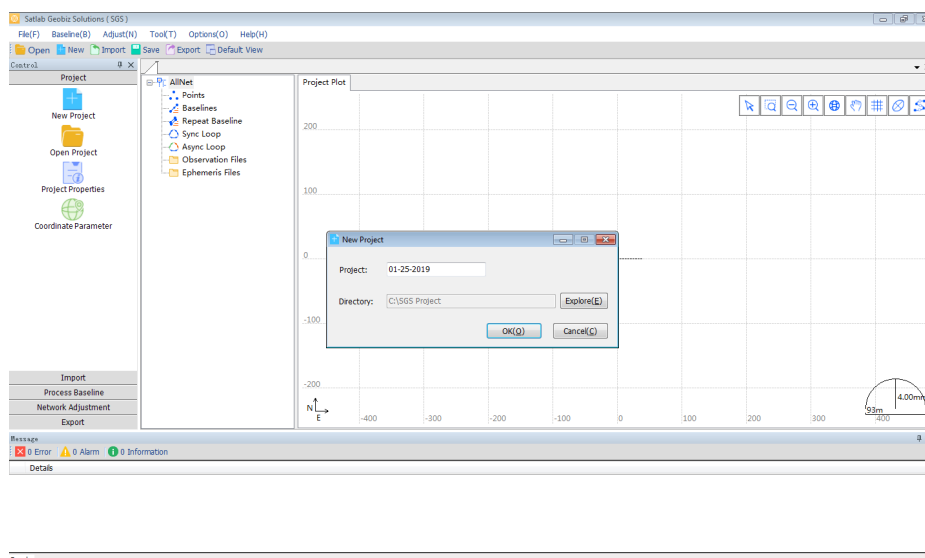 Satlab Geobiz Solutions ( SGS )
File(F) Baseline(B) Adjust(N) Tool(T) Options(O) Help(H)
Open New Import Save Export Default View
Control
Project
New Project
Open Project
Project Properties
Coordinate Parameter
Import
Process Baseline
Network Adjustment
Export
AllNet
Points
Baselines
Repeat Baseline
Sync Loop
Async Loop
Observation Files
Ephemeris Files
Project Plot
200
100
0
-100
-200
N
E
-400 -300 -200 -100 0 100 200 300 400
93m
4.00mm
New Project
Project: 01-25-2019
Directory: C:\SGS Project Explore(E)
OK(O) Cancel(C)
Message
0 Error 0 Alarm 0 Information
Details